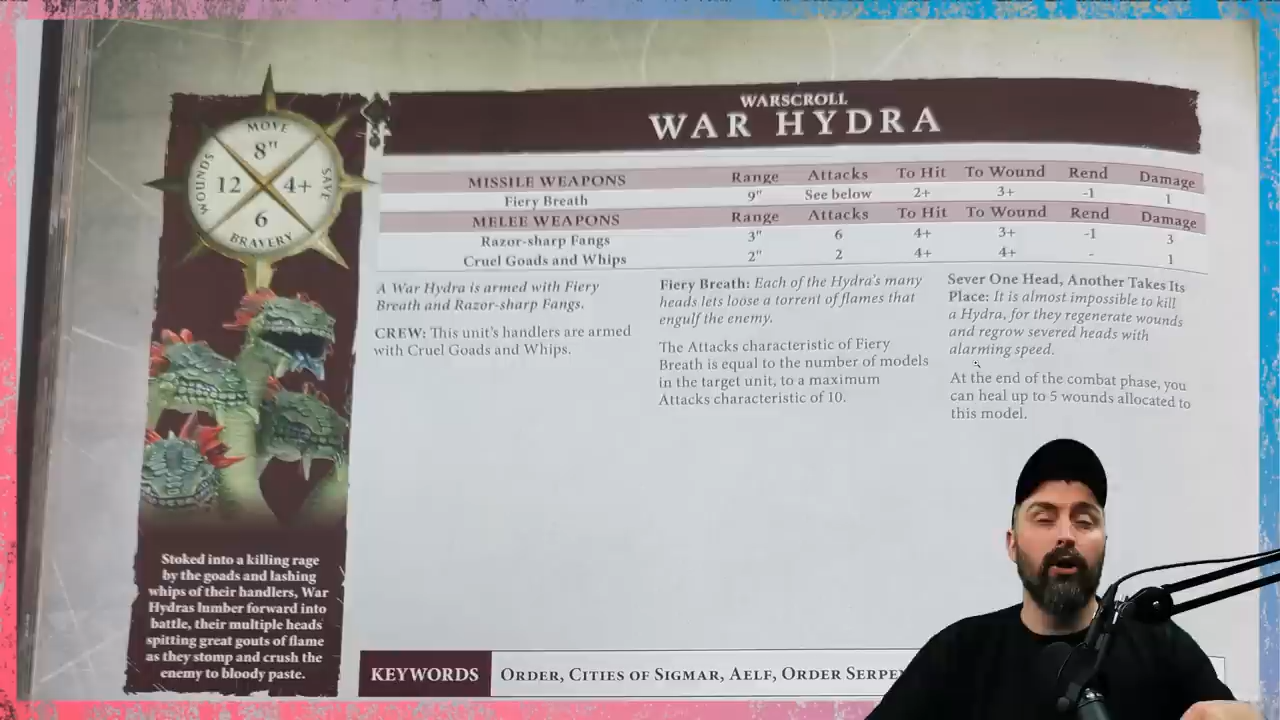 WARSCROLL
WAR HYDRA
MOVE
8"
WOUNDS 12 4+ SAVE
6
BRAVERY
MISSILE WEAPONS Range Attacks To Hit To Wound Rend Damage
Fiery Breath 9" See below 2+ 3+ -1 1
MELEE WEAPONS Range Attacks To Hit To Wound Rend Damage
Razor-sharp Fangs 3" 6 4+ 3+ -1 3
Cruel Goads and Whips 2" 2 4+ 4+ - 1
A War Hydra is armed with Fiery
Breath and Razor-sharp Fangs.
CREW: This unit's handlers are armed
with Cruel Goads and Whips.
Fiery Breath: Each of the Hydra's many
heads lets loose a torrent of flames that
engulf the enemy.
The Attacks characteristic of Fiery
Breath is equal to the number of models
in the target unit, to a maximum
Attacks characteristic of 10.
Sever One Head, Another Takes Its
Place: It is almost impossible to kill
a Hydra, for they regenerate wounds
and regrow severed heads with
alarming speed.
At the end of the combat phase, you
can heal up to 5 wounds allocated to
this model.
Stoked into a killing rage
by the goads and lashing
whips of their handlers, War
Hydras lumber forward into
battle, their multiple heads
spitting great gouts of flame
as they stomp and crush the
enemy to bloody paste.
KEYWORDS ORDER, CITIES OF SIGMAR, AELF, ORDER